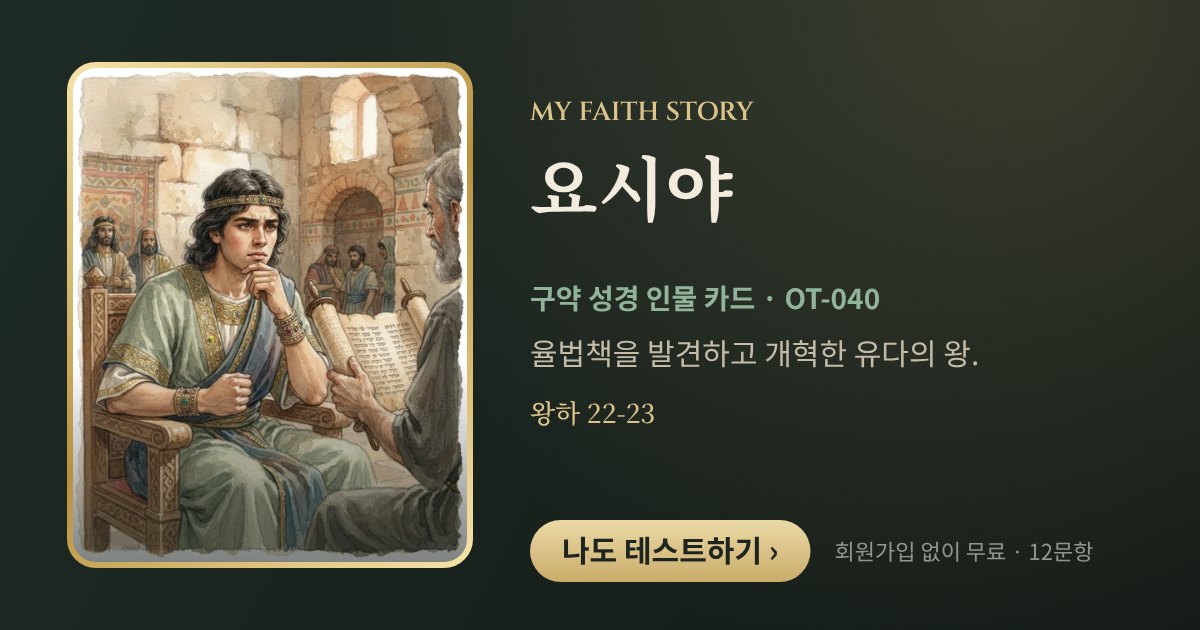 MY FAITH STORY
요시야
구약 성경 인물 카드 · OT-040
율법책을 발견하고 개혁한 유다의 왕.
왕하 22-23
나도 테스트하기 ›
회원가입 없이 무료 · 12문항